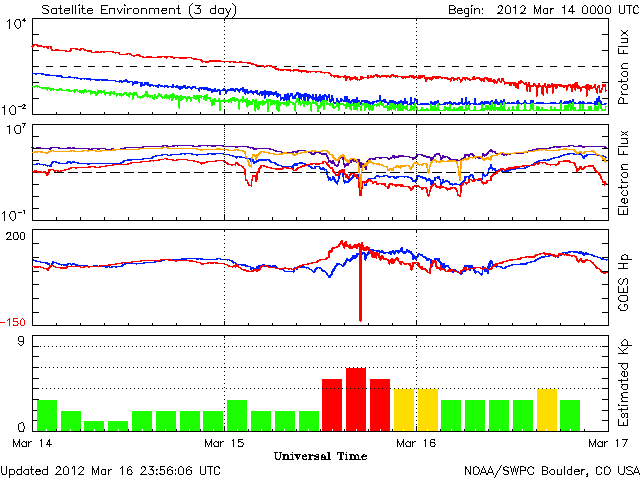 Satellite Environment (3 day)
Begin: 2012 Mar 14 0000 UTC
10^4
10^-2
Proton Flux
10^7
10^-1
Electron Flux
200
-150
GOES Hp
9
0
Estimated Kp
Mar 14
Mar 15
Mar 16
Mar 17
Universal Time
Updated 2012 Mar 16 23:56:06 UTC
NOAA/SWPC Boulder, CO USA